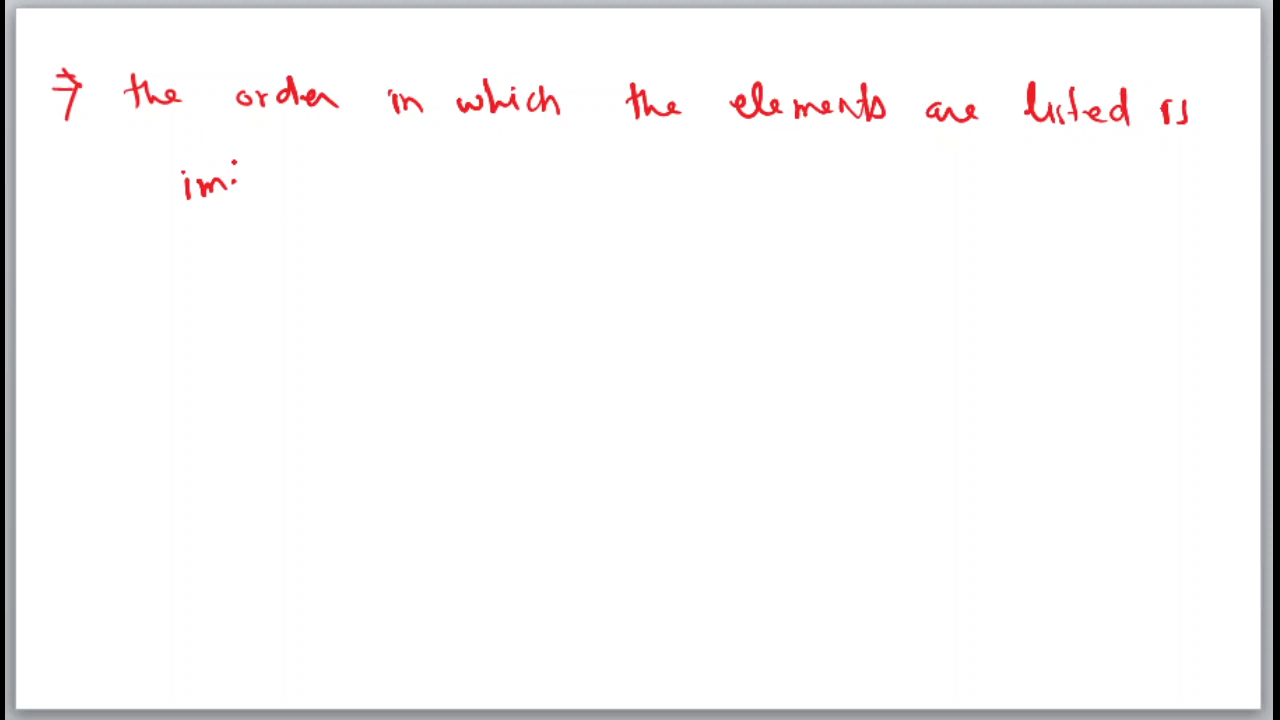 → the order in which the elements are listed is
im